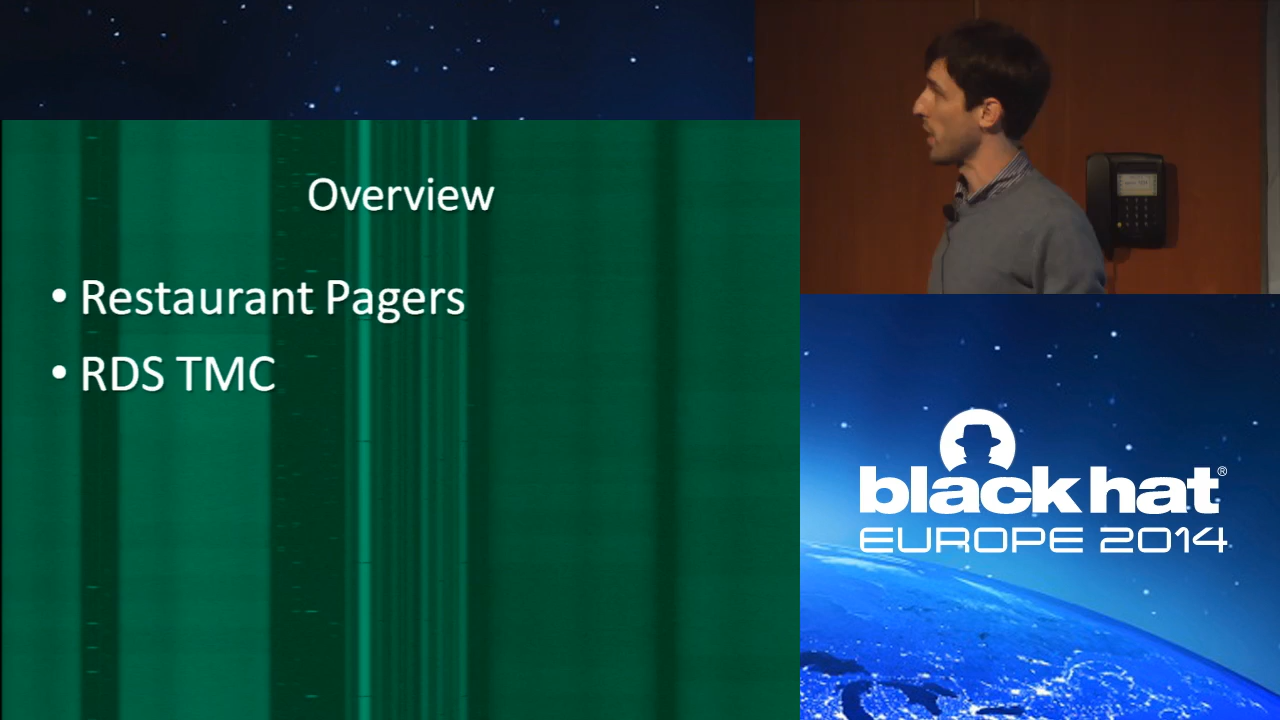 Overview
• Restaurant Pagers
• RDS TMC
black hat®
EUROPE 2014